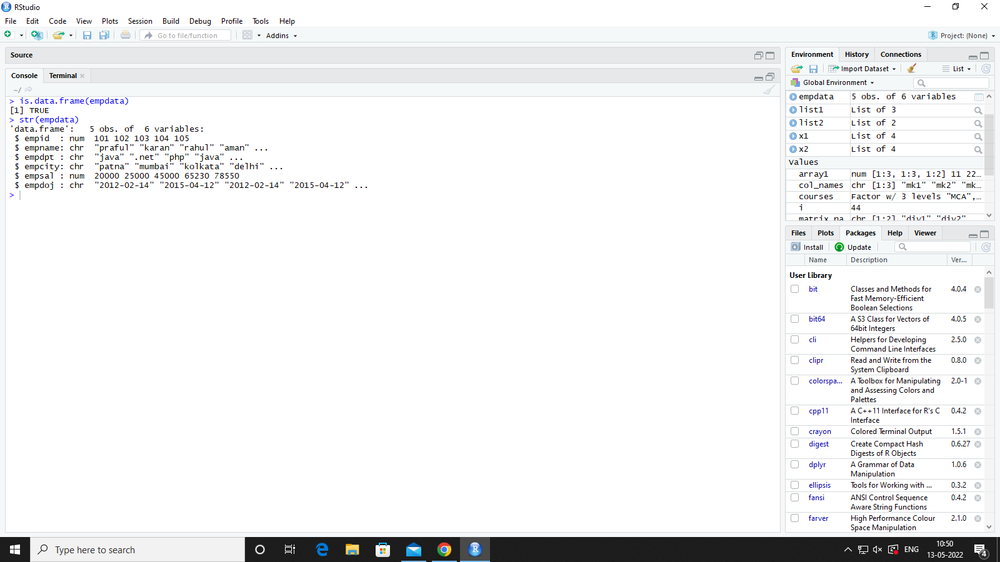 RStudio
File Edit Code View Plots Session Build Debug Profile Tools Help
Go to file/function Addins Project: (None)
Source
Console Terminal
~/
> is.data.frame(empdata)
[1] TRUE
> str(empdata)
'data.frame':   5 obs. of  6 variables:
 $ empid  : num  101 102 103 104 105
 $ empname: chr  "praful" "karan" "rahul" "aman" ...
 $ empdpt : chr  "java" ".net" "php" "java" ...
 $ empcity: chr  "patna" "mumbai" "kolkata" "delhi" ...
 $ empsal : num  20000 25000 45000 65230 78550
 $ empdoj : chr  "2012-02-14" "2015-04-12" "2012-02-14" "2015-04-12" ...
>
Environment History Connections
Import Dataset List
Global Environment
empdata 5 obs. of 6 variables
list1 List of 3
list2 List of 2
x1 List of 4
x2 List of 4
Values
array1 num [1:3, 1:3, 1:2] 11 22…
col_names chr [1:3] "mk1" "mk2" "mk…
courses Factor w/ 3 levels "MCA",…
i 44
matrix_na chr [1:2] "div1" "div2"
Files Plots Packages Help Viewer
Install Update
Name Description Ver...
User Library
bit Classes and Methods for 4.0.4
Fast Memory-Efficient
Boolean Selections
bit64 A S3 Class for Vectors of 4.0.5
64bit Integers
cli Helpers for Developing 2.5.0
Command Line Interfaces
clipr Read and Write from the 0.8.0
System Clipboard
colorspa... A Toolbox for Manipulating 2.0-1
and Assessing Colors and
Palettes
cpp11 A C++11 Interface for R's C 0.4.2
Interface
crayon Colored Terminal Output 1.5.1
digest Create Compact Hash 0.6.27
Digests of R Objects
dplyr A Grammar of Data 1.0.6
Manipulation
ellipsis Tools for Working with ... 0.3.2
fansi ANSI Control Sequence 0.4.2
Aware String Functions
farver High Performance Colour 2.1.0
Space Manipulation
Type here to search
ENG
10:50
13-05-2022
4